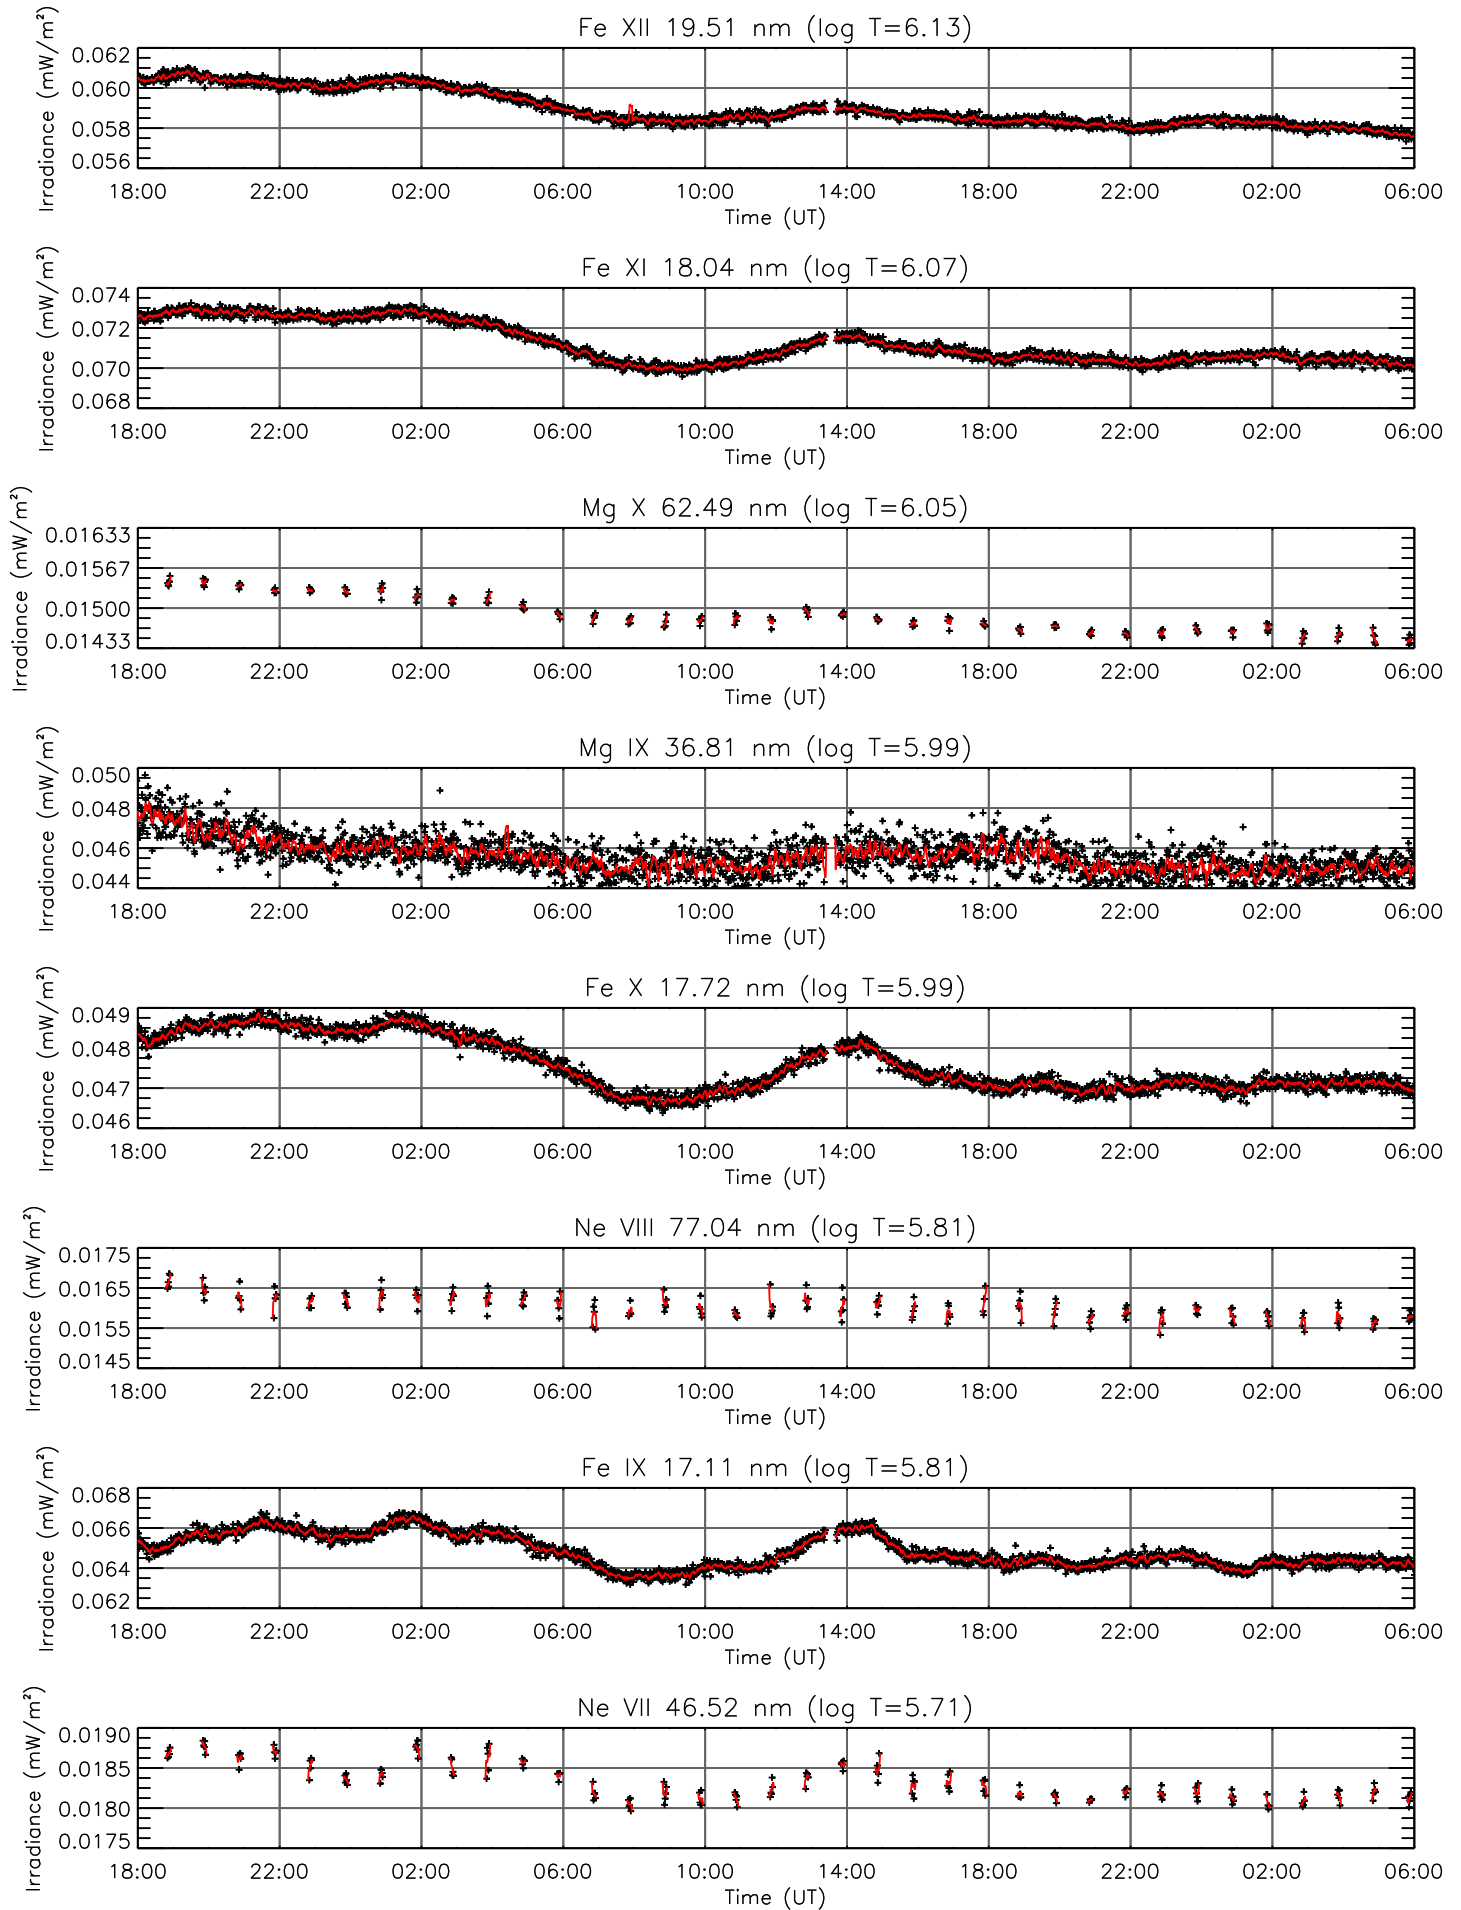 Fe XII 19.51 nm (log T=6.13)
Irradiance (mW/m²)
0.062
0.060
0.058
0.056
18:00 22:00 02:00 06:00 10:00 14:00 18:00 22:00 02:00 06:00
Time (UT)
Fe XI 18.04 nm (log T=6.07)
Irradiance (mW/m²)
0.074
0.072
0.070
0.068
18:00 22:00 02:00 06:00 10:00 14:00 18:00 22:00 02:00 06:00
Time (UT)
Mg X 62.49 nm (log T=6.05)
Irradiance (mW/m²)
0.01633
0.01567
0.01500
0.01433
18:00 22:00 02:00 06:00 10:00 14:00 18:00 22:00 02:00 06:00
Time (UT)
Mg IX 36.81 nm (log T=5.99)
Irradiance (mW/m²)
0.050
0.048
0.046
0.044
18:00 22:00 02:00 06:00 10:00 14:00 18:00 22:00 02:00 06:00
Time (UT)
Fe X 17.72 nm (log T=5.99)
Irradiance (mW/m²)
0.049
0.048
0.047
0.046
18:00 22:00 02:00 06:00 10:00 14:00 18:00 22:00 02:00 06:00
Time (UT)
Ne VIII 77.04 nm (log T=5.81)
Irradiance (mW/m²)
0.0175
0.0165
0.0155
0.0145
18:00 22:00 02:00 06:00 10:00 14:00 18:00 22:00 02:00 06:00
Time (UT)
Fe IX 17.11 nm (log T=5.81)
Irradiance (mW/m²)
0.068
0.066
0.064
0.062
18:00 22:00 02:00 06:00 10:00 14:00 18:00 22:00 02:00 06:00
Time (UT)
Ne VII 46.52 nm (log T=5.71)
Irradiance (mW/m²)
0.0190
0.0185
0.0180
0.0175
18:00 22:00 02:00 06:00 10:00 14:00 18:00 22:00 02:00 06:00
Time (UT)